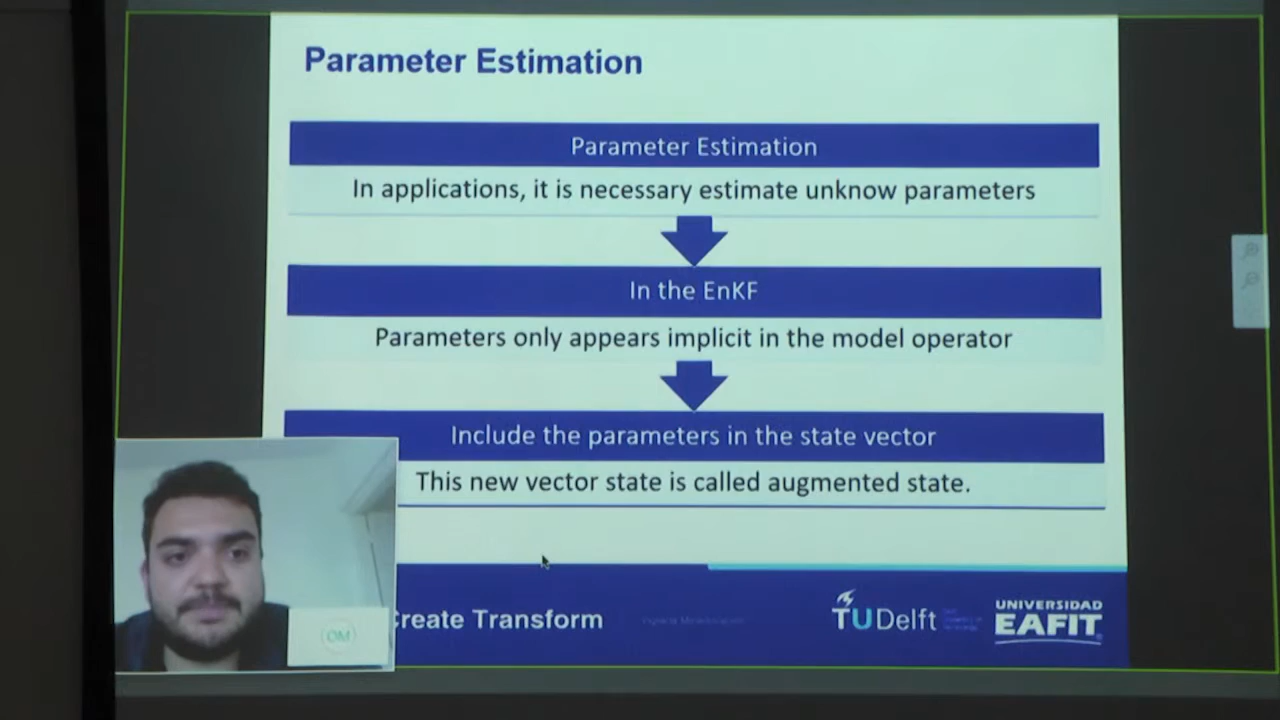 Parameter Estimation
Parameter Estimation
In applications, it is necessary estimate unknow parameters
In the EnKF
Parameters only appears implicit in the model operator
Include the parameters in the state vector
This new vector state is called augmented state.
Create Transform
TUDelft
UNIVERSIDAD
EAFIT
OM